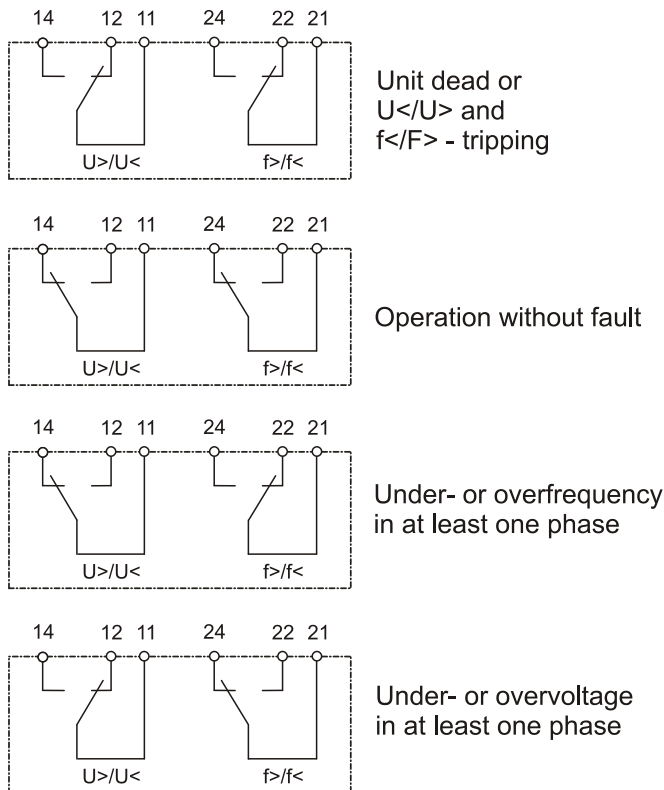 14 12 11 24 22 21
Unit dead or
U</U> and
f</F> - tripping
U>/U< f>/f<
14 12 11 24 22 21
Operation without fault
U>/U< f>/f<
14 12 11 24 22 21
Under- or overfrequency
in at least one phase
U>/U< f>/f<
14 12 11 24 22 21
Under- or overvoltage
in at least one phase
U>/U< f>/f<